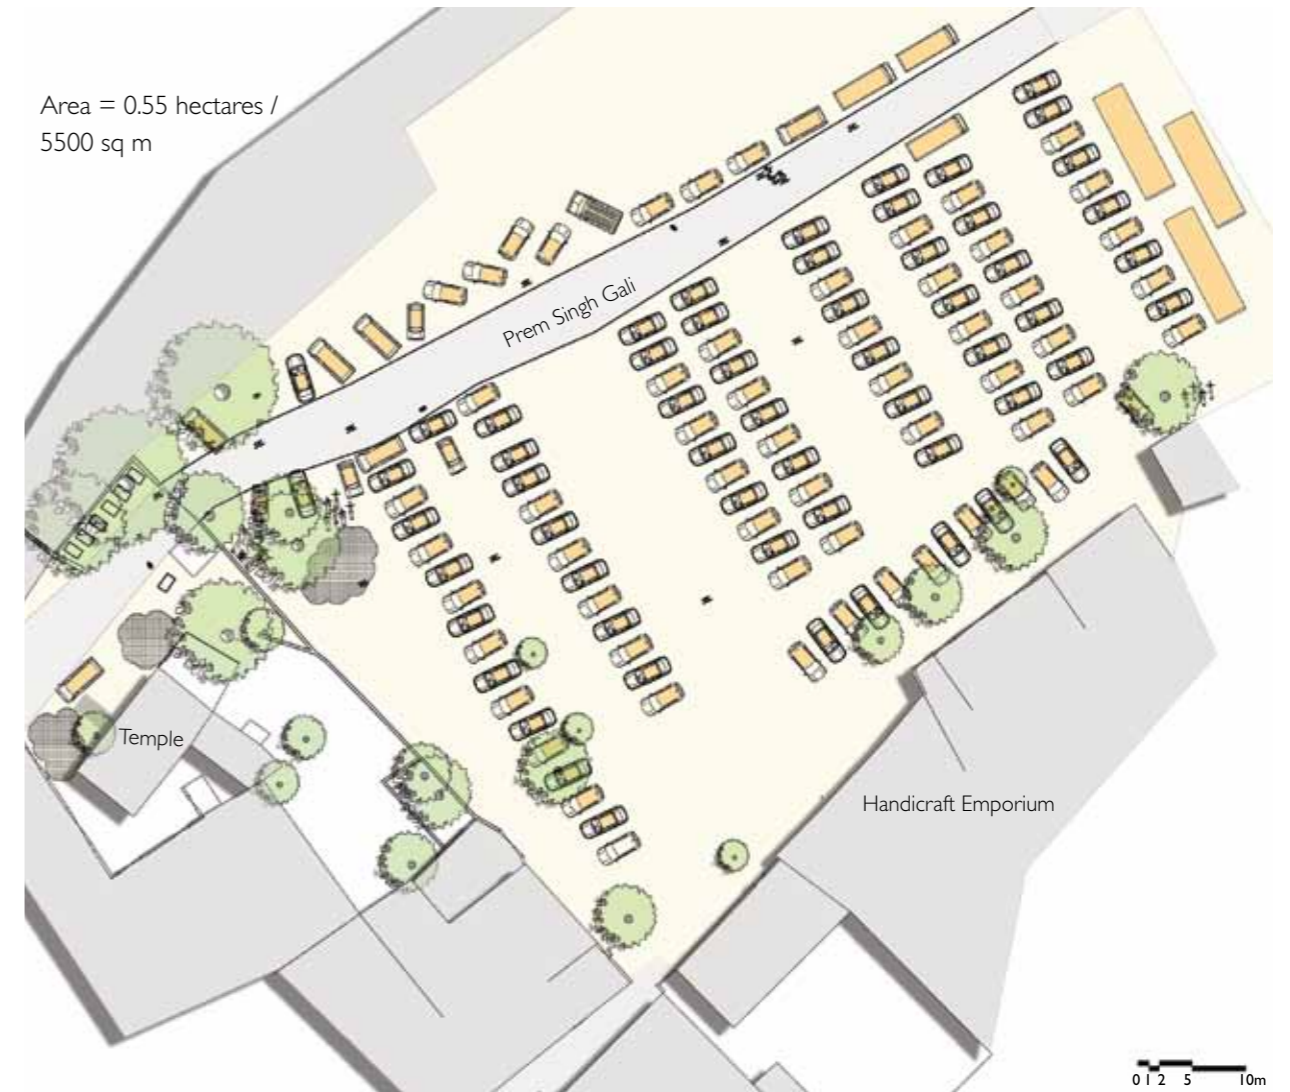 Area = 0.55 hectares /
5500 sq m
Prem Singh Gali
Temple
Handicraft Emporium
0 1 2 5 10m